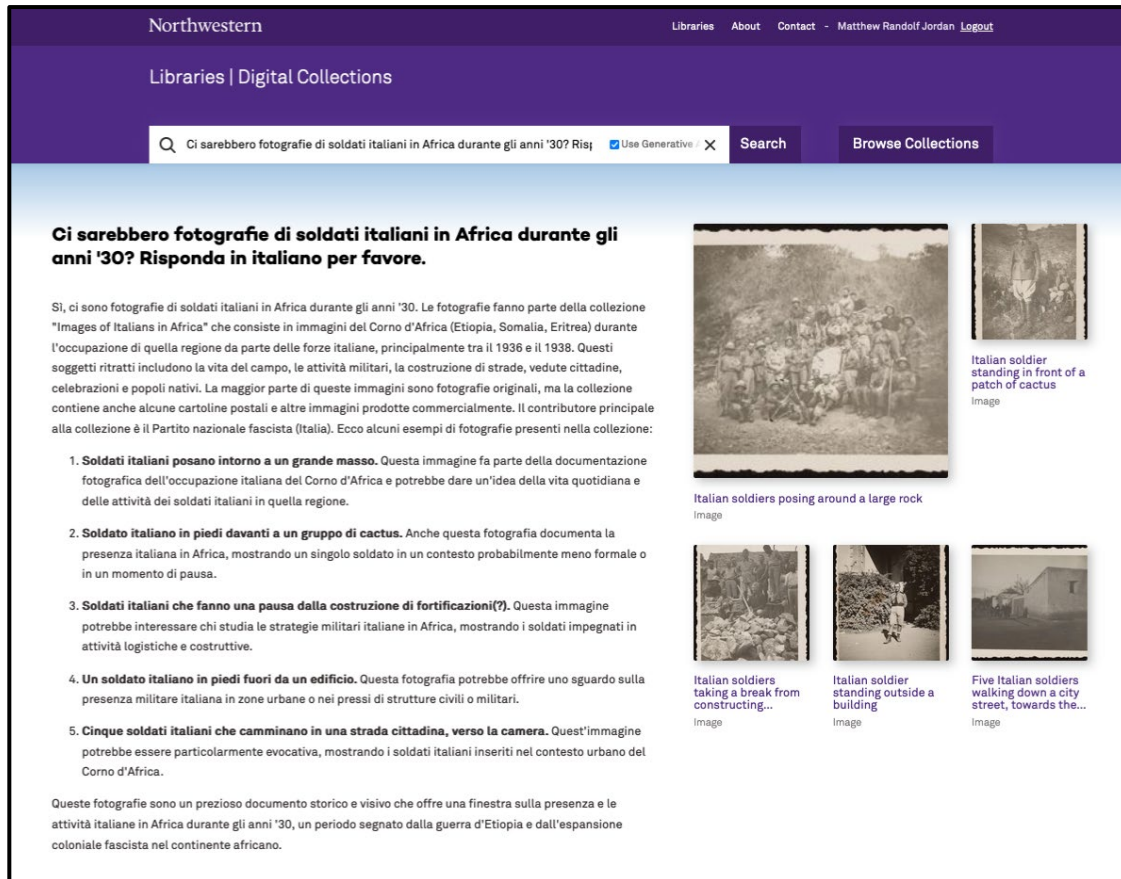 Northwestern
Libraries About Contact - Matthew Randolf Jordan Logout
Libraries | Digital Collections
Ci sarebbero fotografie di soldati italiani in Africa durante gli anni '30? Use Generative
Search
Browse Collections
Ci sarebbero fotografie di soldati italiani in Africa durante gli
anni '30? Risponda in italiano per favore.
Sì, ci sono fotografie di soldati italiani in Africa durante gli anni '30. Le fotografie fanno parte della collezione
"Images of Italians in Africa" che consiste in immagini del Corno d'Africa (Etiopia, Somalia, Eritrea) durante
l'occupazione di quella regione da parte delle forze italiane, principalmente tra il 1936 e il 1938. Questi
soggetti ritratti includono la vita del campo, le attività militari, la costruzione di strade, vedute cittadine,
celebrazioni e popoli nativi. La maggior parte di queste immagini sono fotografie originali, ma la collezione
contiene anche alcune cartoline postali e altre immagini prodotte commercialmente. Il contributore principale
alla collezione è il Partito nazionale fascista (Italia). Ecco alcuni esempi di fotografie presenti nella collezione:
1. Soldati italiani posano intorno a un grande masso. Questa immagine fa parte della documentazione
fotografica dell'occupazione italiana del Corno d'Africa e potrebbe dare un'idea della vita quotidiana e
delle attività dei soldati italiani in quella regione.
2. Soldato italiano in piedi davanti a un gruppo di cactus. Anche questa fotografia documenta la
presenza italiana in Africa, mostrando un singolo soldato in un contesto probabilmente meno formale o
in un momento di pausa.
3. Soldati italiani che fanno una pausa dalla costruzione di fortificazioni(?). Questa immagine
potrebbe interessare chi studia le strategie militari italiane in Africa, mostrando i soldati impegnati in
attività logistiche e costruttive.
4. Un soldato italiano in piedi fuori da un edificio. Questa fotografia potrebbe offrire uno sguardo sulla
presenza militare italiana in zone urbane o nei pressi di strutture civili o militari.
5. Cinque soldati italiani che camminano in una strada cittadina, verso la camera. Quest'immagine
potrebbe essere particolarmente evocativa, mostrando i soldati italiani inseriti nel contesto urbano del
Corno d'Africa.
Queste fotografie sono un prezioso documento storico e visivo che offre una finestra sulla presenza e le
attività italiane in Africa durante gli anni '30, un periodo segnato dalla guerra d'Etiopia e dall'espansione
coloniale fascista nel continente africano.
Italian soldiers posing around a large rock
Image
Italian soldier
standing in front of a
patch of cactus
Image
Italian soldiers
taking a break from
constructing...
Image
Italian soldier
standing outside a
building
Image
Five Italian soldiers
walking down a city
street, towards the...
Image